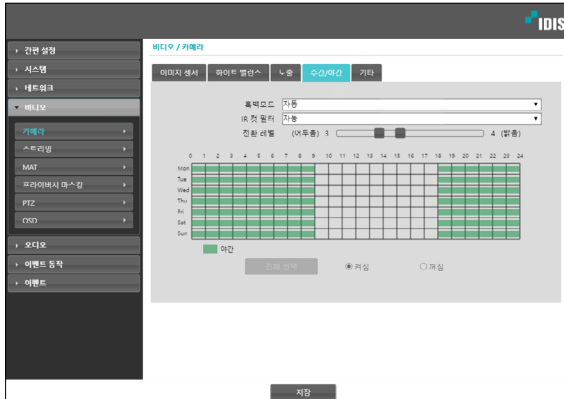 IDIS
비디오 / 카메라
간편 설정
시스템
네트워크
비디오
카메라
스트리밍
MAT
프라이버시 마스킹
PTZ
OSD
오디오
이벤트 동작
이벤트
이미지 센서 화이트 밸런스 노출 주간/야간 기타
흑백모드 자동
IR 컷 필터 자동
전환 레벨 (어두움) 3 4 (밝음)
0 1 2 3 4 5 6 7 8 9 10 11 12 13 14 15 16 17 18 19 20 21 22 23 24
Mon
Tue
Wed
Thu
Fri
Sat
Sun
야간
전체 선택 켜짐 꺼짐
저장